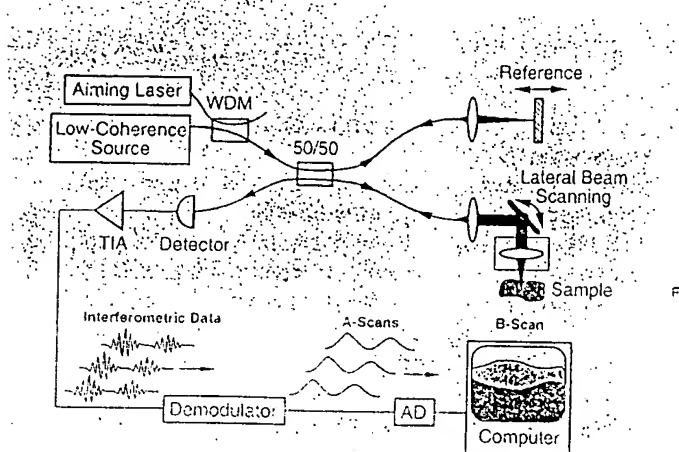 Reference
Aiming Laser
WDM
Low-Coherence
Source
50/50
Lateral Beam
Scanning
TIA
Detector
Sample
F
Interferometric Data
A-Scans
B-Scan
Demodulator
AD
Computer